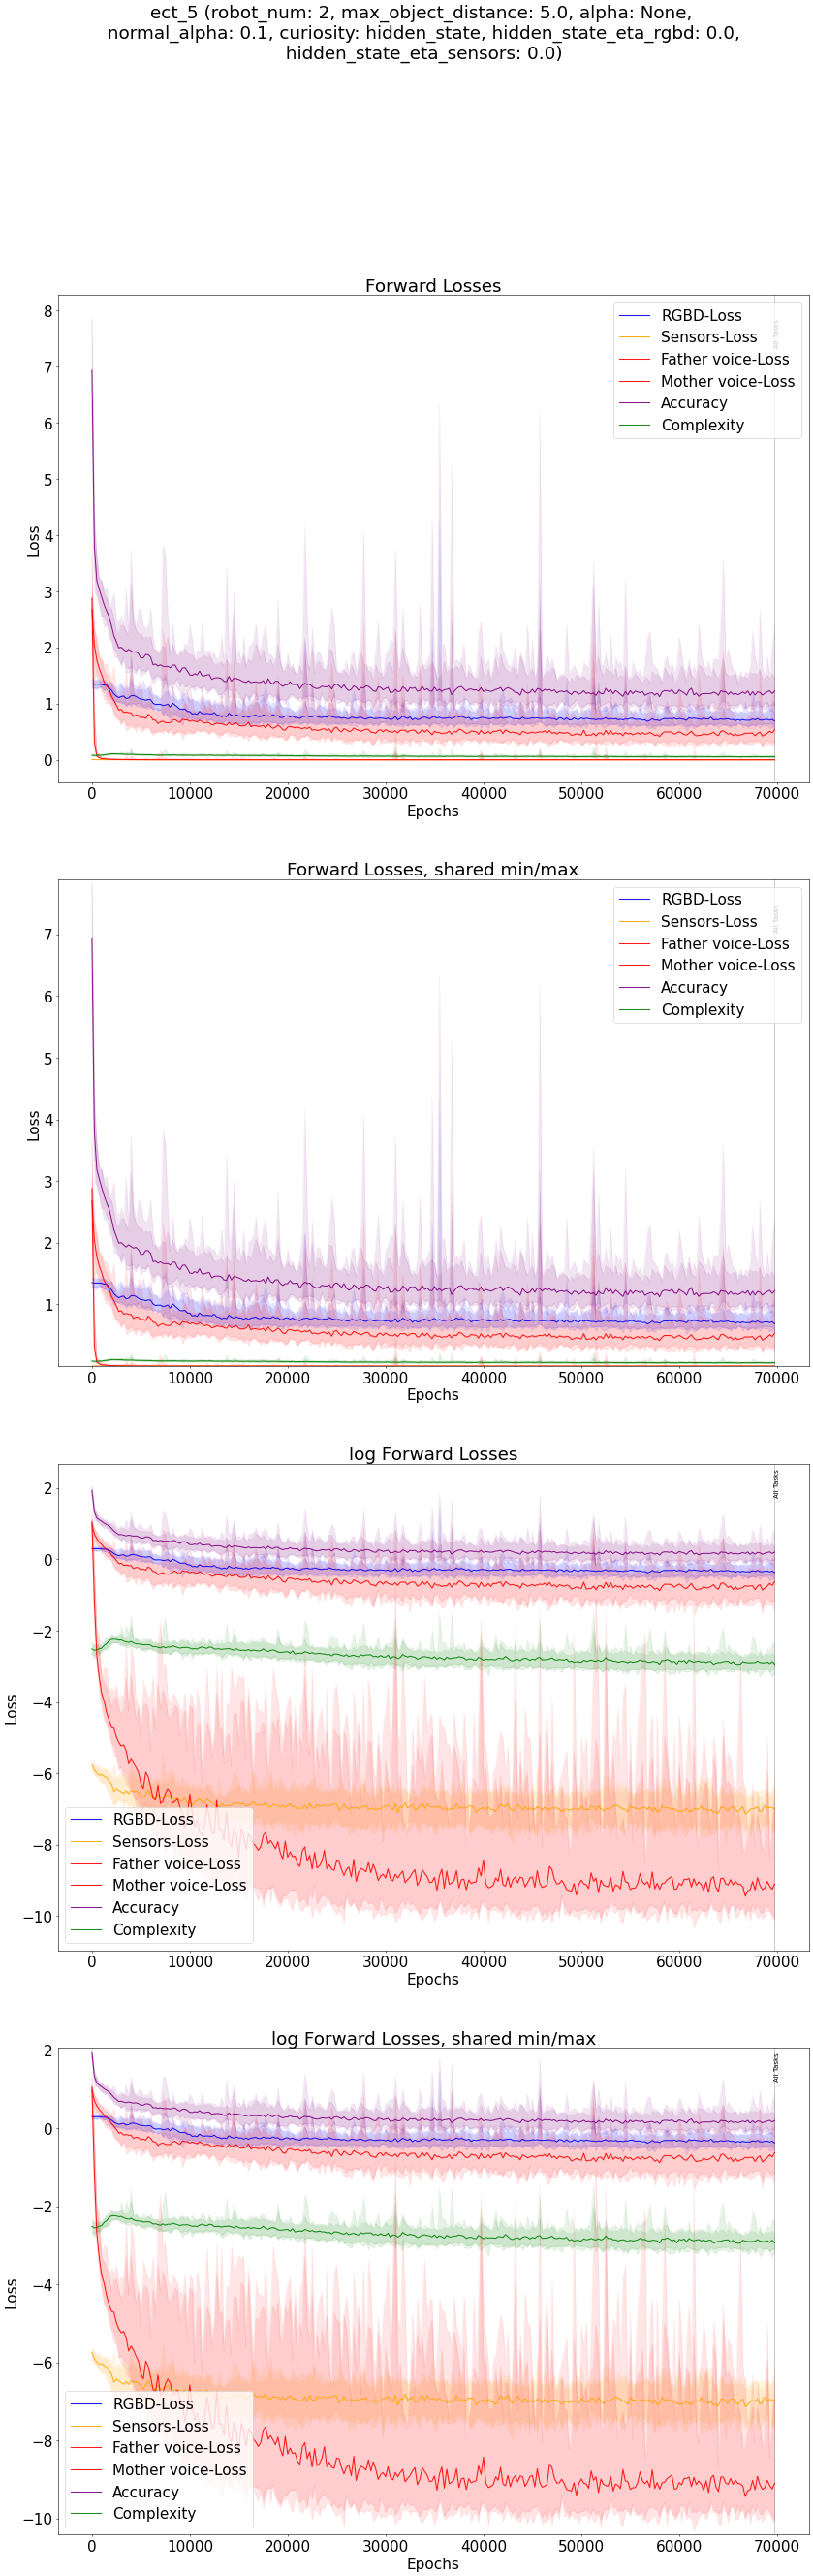 ect_5 (robot_num: 2, max_object_distance: 5.0, alpha: None,
normal_alpha: 0.1, curiosity: hidden_state, hidden_state_eta_rgbd: 0.0,
hidden_state_eta_sensors: 0.0)
Forward Losses
8
7
6
5
4
3
2
1
0
Loss
RGBD-Loss
Sensors-Loss
Father voice-Loss
Mother voice-Loss
Accuracy
Complexity
All Tasks
0 10000 20000 30000 40000 50000 60000 70000
Epochs
Forward Losses, shared min/max
7
6
5
4
3
2
1
Loss
RGBD-Loss
Sensors-Loss
Father voice-Loss
Mother voice-Loss
Accuracy
Complexity
All Tasks
0 10000 20000 30000 40000 50000 60000 70000
Epochs
log Forward Losses
2
0
−2
−4
−6
−8
−10
Loss
All Tasks
RGBD-Loss
Sensors-Loss
Father voice-Loss
Mother voice-Loss
Accuracy
Complexity
0 10000 20000 30000 40000 50000 60000 70000
Epochs
log Forward Losses, shared min/max
2
0
−2
−4
−6
−8
−10
Loss
All Tasks
RGBD-Loss
Sensors-Loss
Father voice-Loss
Mother voice-Loss
Accuracy
Complexity
0 10000 20000 30000 40000 50000 60000 70000
Epochs